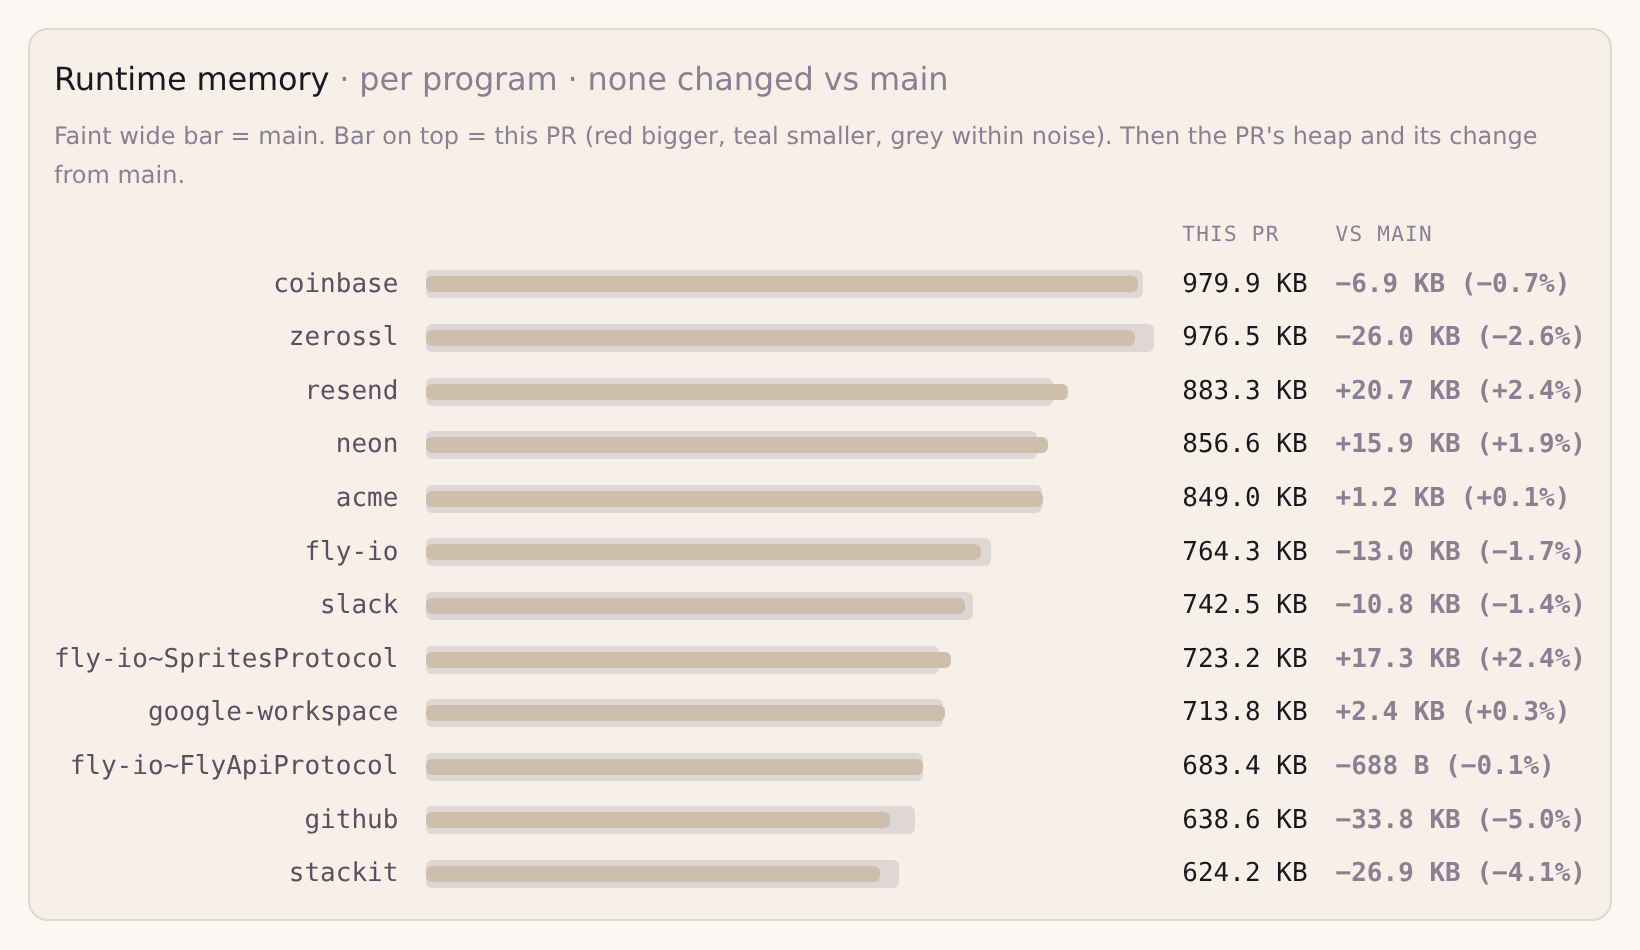 Runtime memory · per program · none changed vs main
Faint wide bar = main. Bar on top = this PR (red bigger, teal smaller, grey within noise). Then the PR's heap and its change
from main.
THIS PR VS MAIN
coinbase 979.9 KB −6.9 KB (−0.7%)
zerossl 976.5 KB −26.0 KB (−2.6%)
resend 883.3 KB +20.7 KB (+2.4%)
neon 856.6 KB +15.9 KB (+1.9%)
acme 849.0 KB +1.2 KB (+0.1%)
fly-io 764.3 KB −13.0 KB (−1.7%)
slack 742.5 KB −10.8 KB (−1.4%)
fly-io~SpritesProtocol 723.2 KB +17.3 KB (+2.4%)
google-workspace 713.8 KB +2.4 KB (+0.3%)
fly-io~FlyApiProtocol 683.4 KB −688 B (−0.1%)
github 638.6 KB −33.8 KB (−5.0%)
stackit 624.2 KB −26.9 KB (−4.1%)